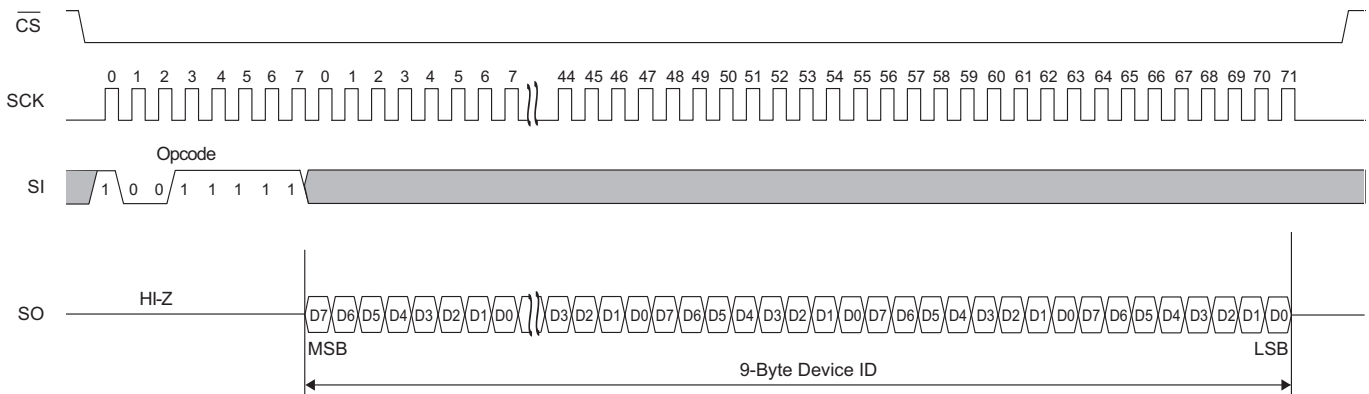 CS
0 1 2 3 4 5 6 7 0 1 2 3 4 5 6 7 44 45 46 47 48 49 50 51 52 53 54 55 56 57 58 59 60 61 62 63 64 65 66 67 68 69 70 71
SCK
Opcode
SI 1 0 0 1 1 1 1 1
HI-Z
SO D7 D6 D5 D4 D3 D2 D1 D0 D3 D2 D1 D0 D7 D6 D5 D4 D3 D2 D1 D0 D7 D6 D5 D4 D3 D2 D1 D0 D7 D6 D5 D4 D3 D2 D1 D0
MSB LSB
9-Byte Device ID